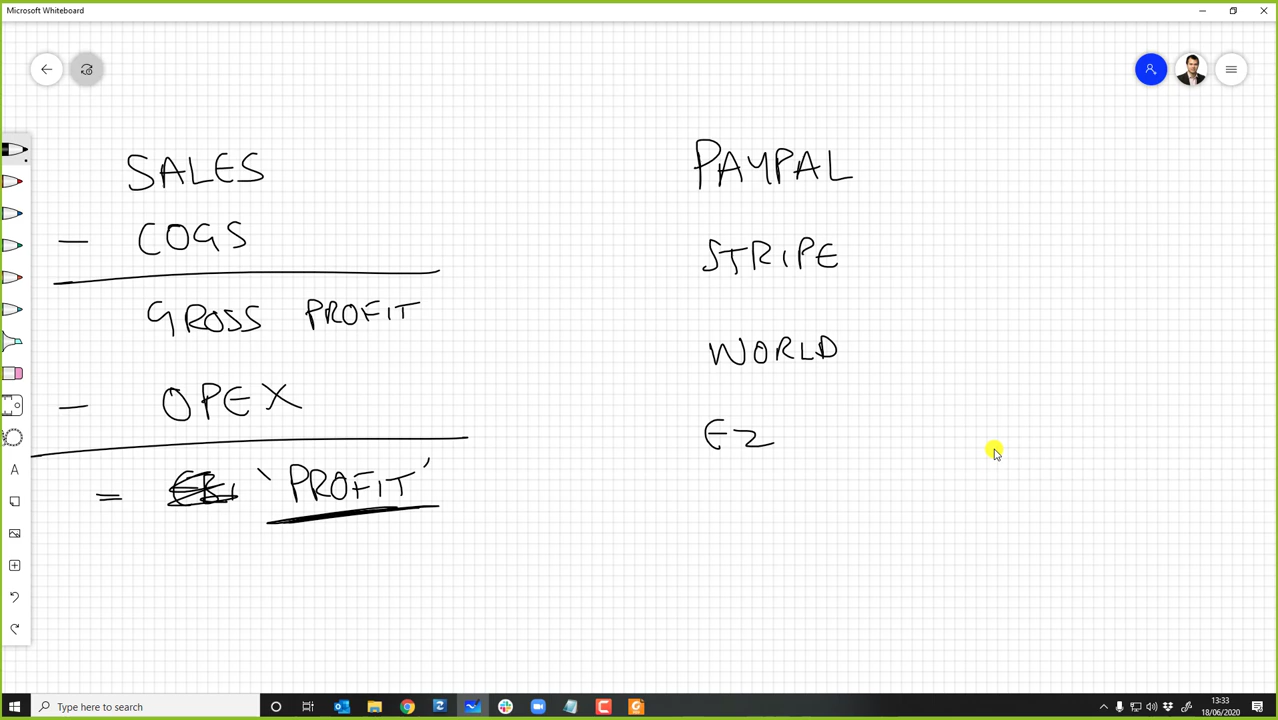 Microsoft Whiteboard
SALES
- COGS
GROSS PROFIT
- OPEX
= 'PROFIT'
PAYPAL
STRIPE
WORLD
EZ
A
Type here to search
13:33
18/06/2020